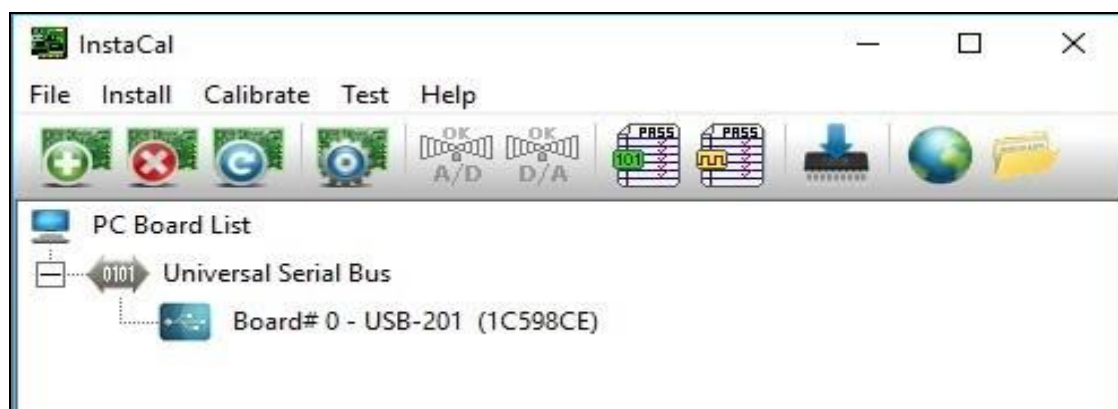 InstaCal
File Install Calibrate Test Help
OK OK PASS PASS
A/D D/A 101
PC Board List
0101 Universal Serial Bus
Board# 0 - USB-201 (1C598CE)